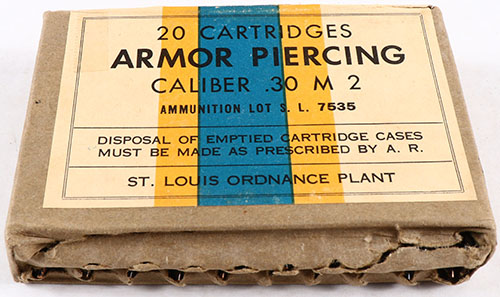 20 CARTRIDGES
ARMOR PIERCING
CALIBER .30 M 2
AMMUNITION LOT S. L. 7535
DISPOSAL OF EMPTIED CARTRIDGE CASES
MUST BE MADE AS PRESCRIBED BY A. R.
ST. LOUIS ORDNANCE PLANT